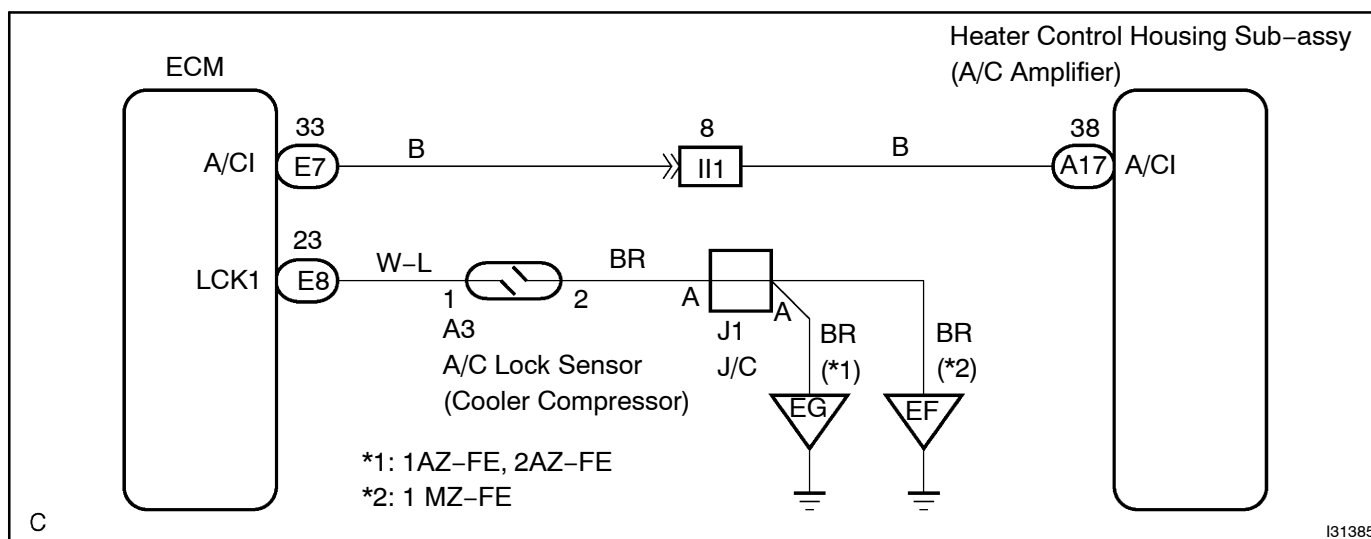 Heater Control Housing Sub−assy
(A/C Amplifier)
ECM
33
8
38
A/CI
E7
B
II1
B
A17
A/CI
23
LCK1
E8
W−L
1
2
BR
A
A
A3
A/C Lock Sensor
(Cooler Compressor)
J1
J/C
BR
(*1)
BR
(*2)
EG
EF
*1: 1AZ−FE, 2AZ−FE
*2: 1 MZ−FE
C
I31385